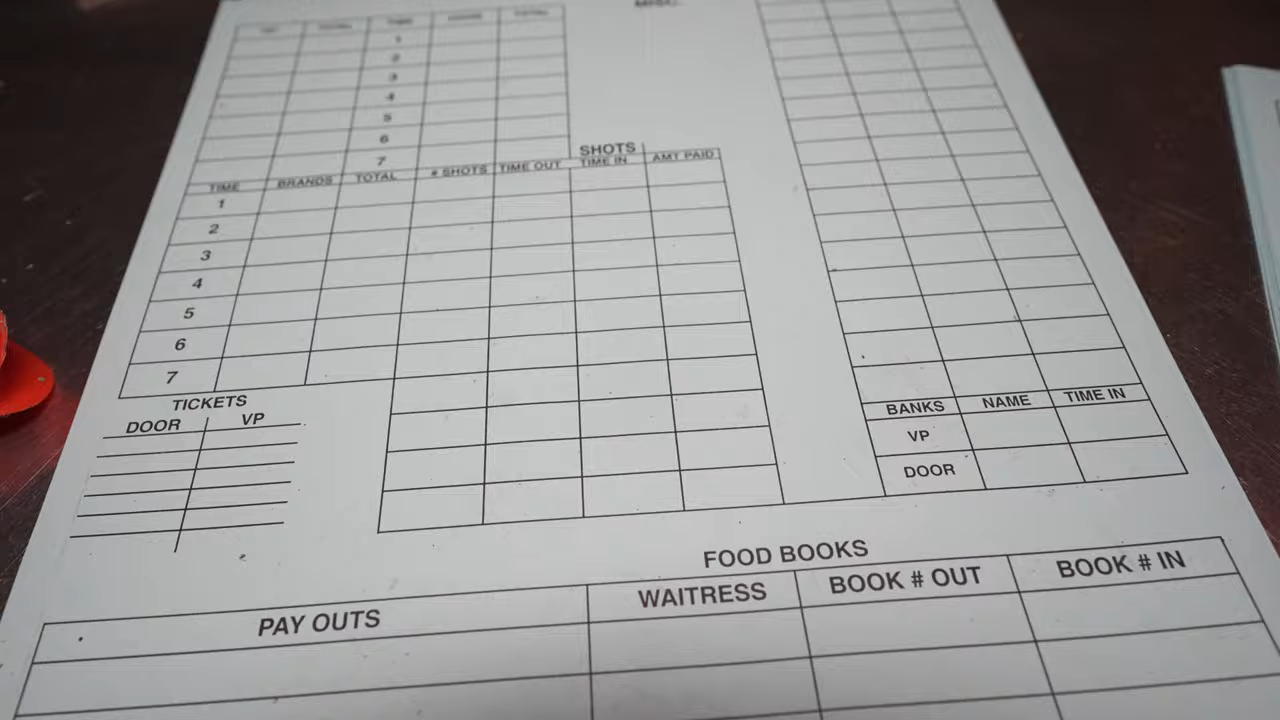 TIME TOTAL
1
2
3
4
5
6
7
SHOTS
TIME BRANDS TOTAL # SHOTS TIME OUT TIME IN AMT PAID
1
2
3
4
5
6
7
TICKETS
DOOR VP
BANKS NAME TIME IN
VP
DOOR
FOOD BOOKS
PAY OUTS WAITRESS BOOK # OUT BOOK # IN